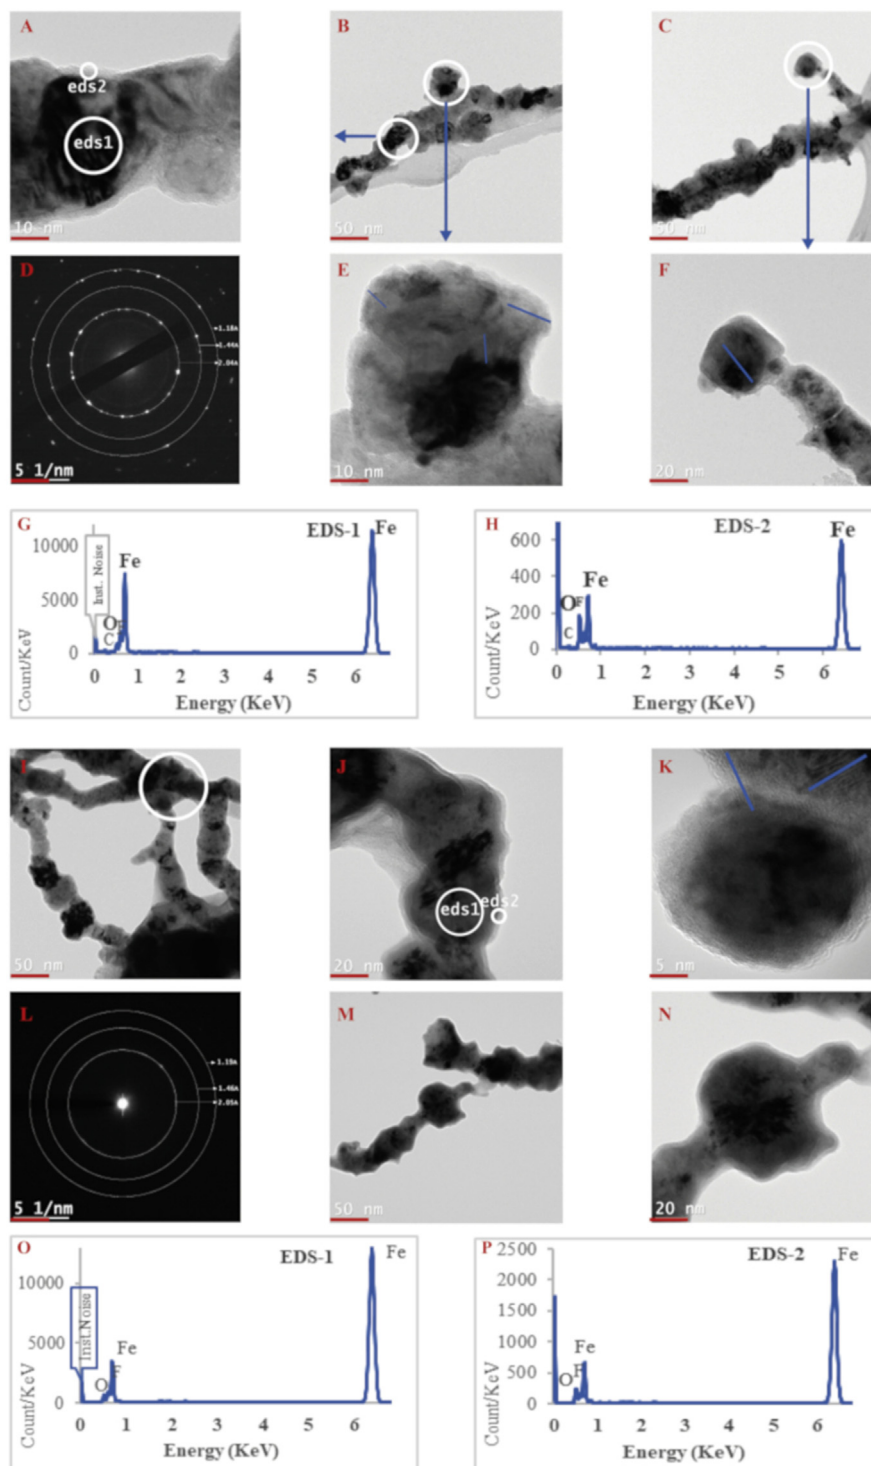 A
eds2
eds1
10 nm
B
50 nm
C
50 nm
D
1.18A
1.44A
2.04A
5 1/nm
E
10 nm
F
20 nm
G
EDS-1
Fe
10000
Inst. Noise
Fe
5000
O F
C
0
0 1 2 3 4 5 6
Count/KeV
Energy (KeV)
H
EDS-2
Fe
600
400
Fe
O F
200
C
0
0 1 2 3 4 5 6
Count/KeV
Energy (KeV)
I
50 nm
J
eds1
eds2
20 nm
K
5 nm
L
1.19A
1.46A
2.05A
5 1/nm
M
50 nm
N
20 nm
O
EDS-1
Fe
10000
Inst.Noise
5000
Fe
F
O
0
0 1 2 3 4 5 6
Count/KeV
Energy (KeV)
P
EDS-2
Fe
2500
2000
1500
1000
Fe
500
F
O
0
0 1 2 3 4 5 6
Count/KeV
Energy (KeV)